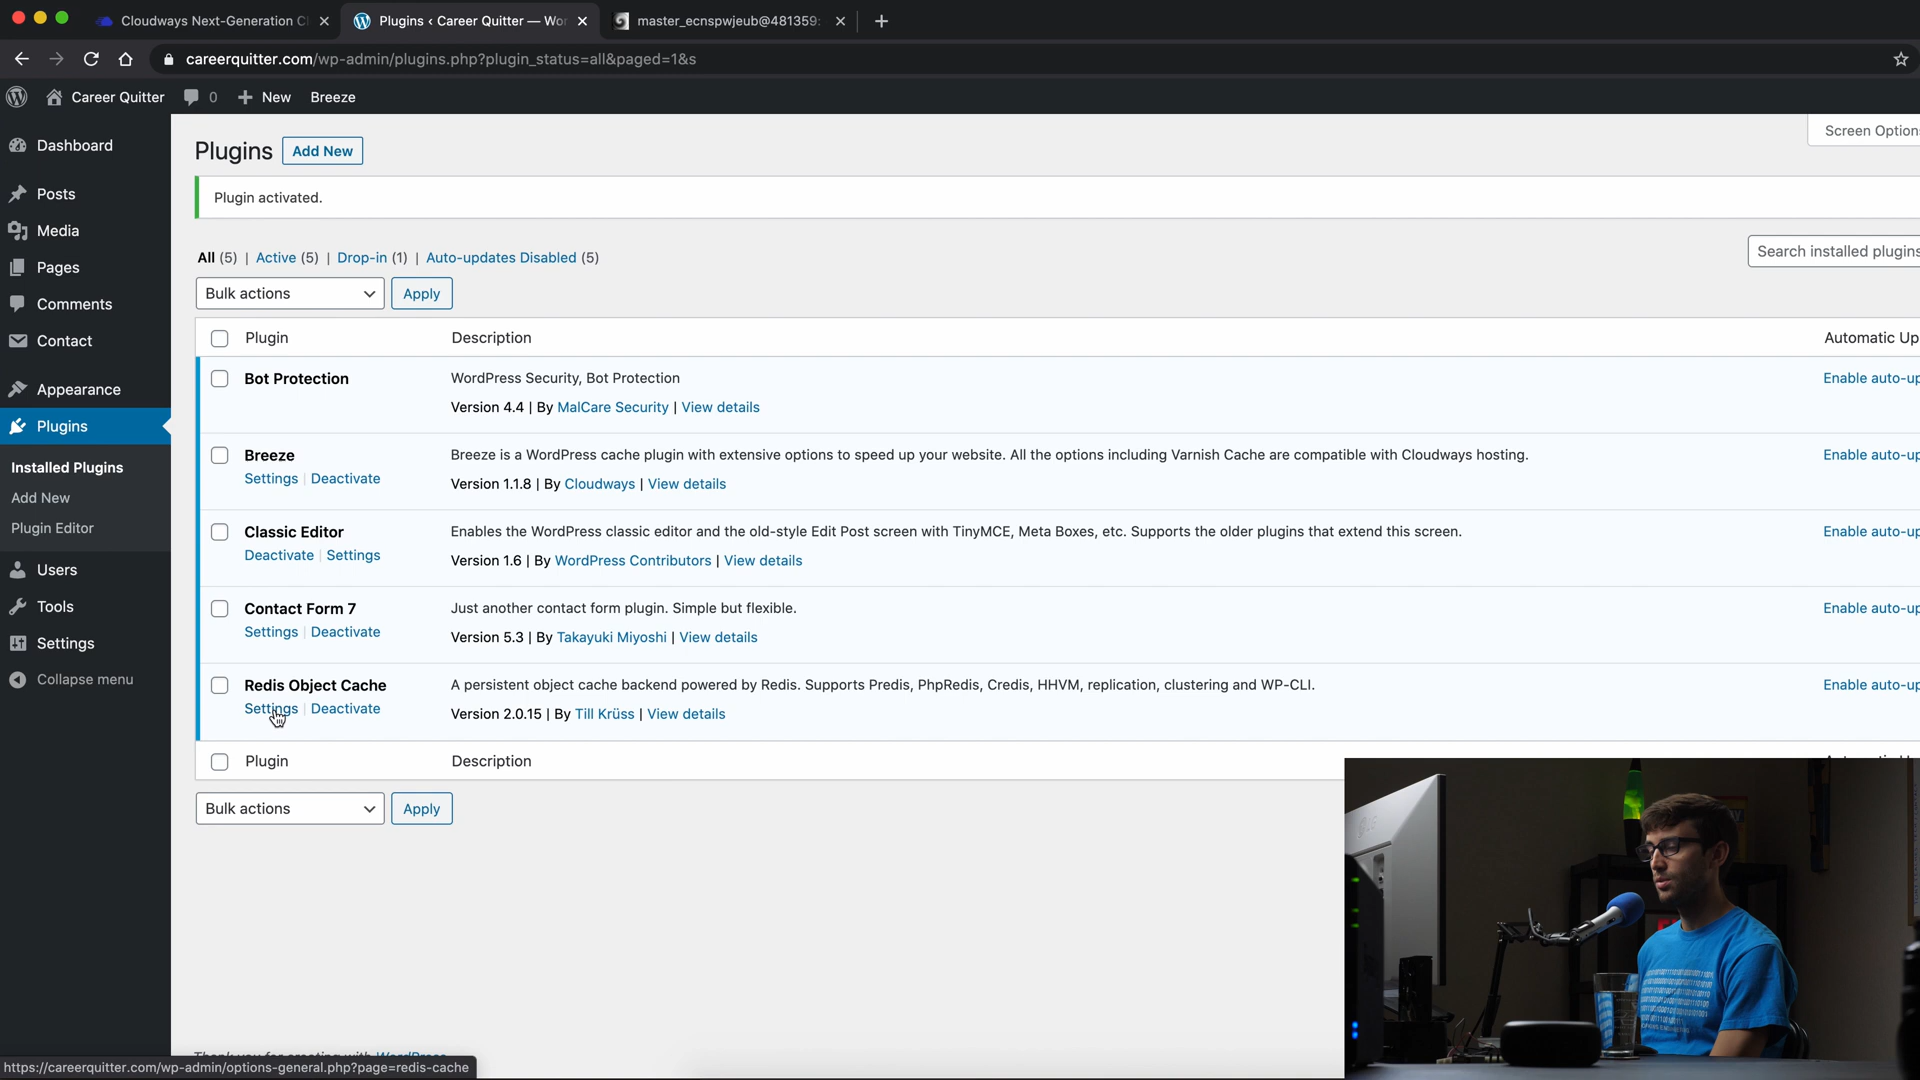 Cloudways Next-Generation Cl
Plugins ‹ Career Quitter — Wor
master_ecnspwjeub@481359:
careerquitter.com/wp-admin/plugins.php?plugin_status=all&paged=1&s
Career Quitter
0
New
Breeze
Screen Options
Dashboard
Posts
Media
Pages
Comments
Contact
Appearance
Plugins
Installed Plugins
Add New
Plugin Editor
Users
Tools
Settings
Collapse menu
Plugins Add New
Plugin activated.
All (5) | Active (5) | Drop-in (1) | Auto-updates Disabled (5)
Search installed plugins
Bulk actions Apply
Plugin Description Automatic Up
Bot Protection WordPress Security, Bot Protection Enable auto-up
Version 4.4 | By MalCare Security | View details
Breeze Breeze is a WordPress cache plugin with extensive options to speed up your website. All the options including Varnish Cache are compatible with Cloudways hosting. Enable auto-up
Settings | Deactivate
Version 1.1.8 | By Cloudways | View details
Classic Editor Enables the WordPress classic editor and the old-style Edit Post screen with TinyMCE, Meta Boxes, etc. Supports the older plugins that extend this screen. Enable auto-up
Deactivate | Settings
Version 1.6 | By WordPress Contributors | View details
Contact Form 7 Just another contact form plugin. Simple but flexible. Enable auto-up
Settings | Deactivate
Version 5.3 | By Takayuki Miyoshi | View details
Redis Object Cache A persistent object cache backend powered by Redis. Supports Predis, PhpRedis, Credis, HHVM, replication, clustering and WP-CLI. Enable auto-up
Settings | Deactivate
Version 2.0.15 | By Till Krüss | View details
Plugin Description
Bulk actions Apply
Thank you for creating with WordPress
https://careerquitter.com/wp-admin/options-general.php?page=redis-cache